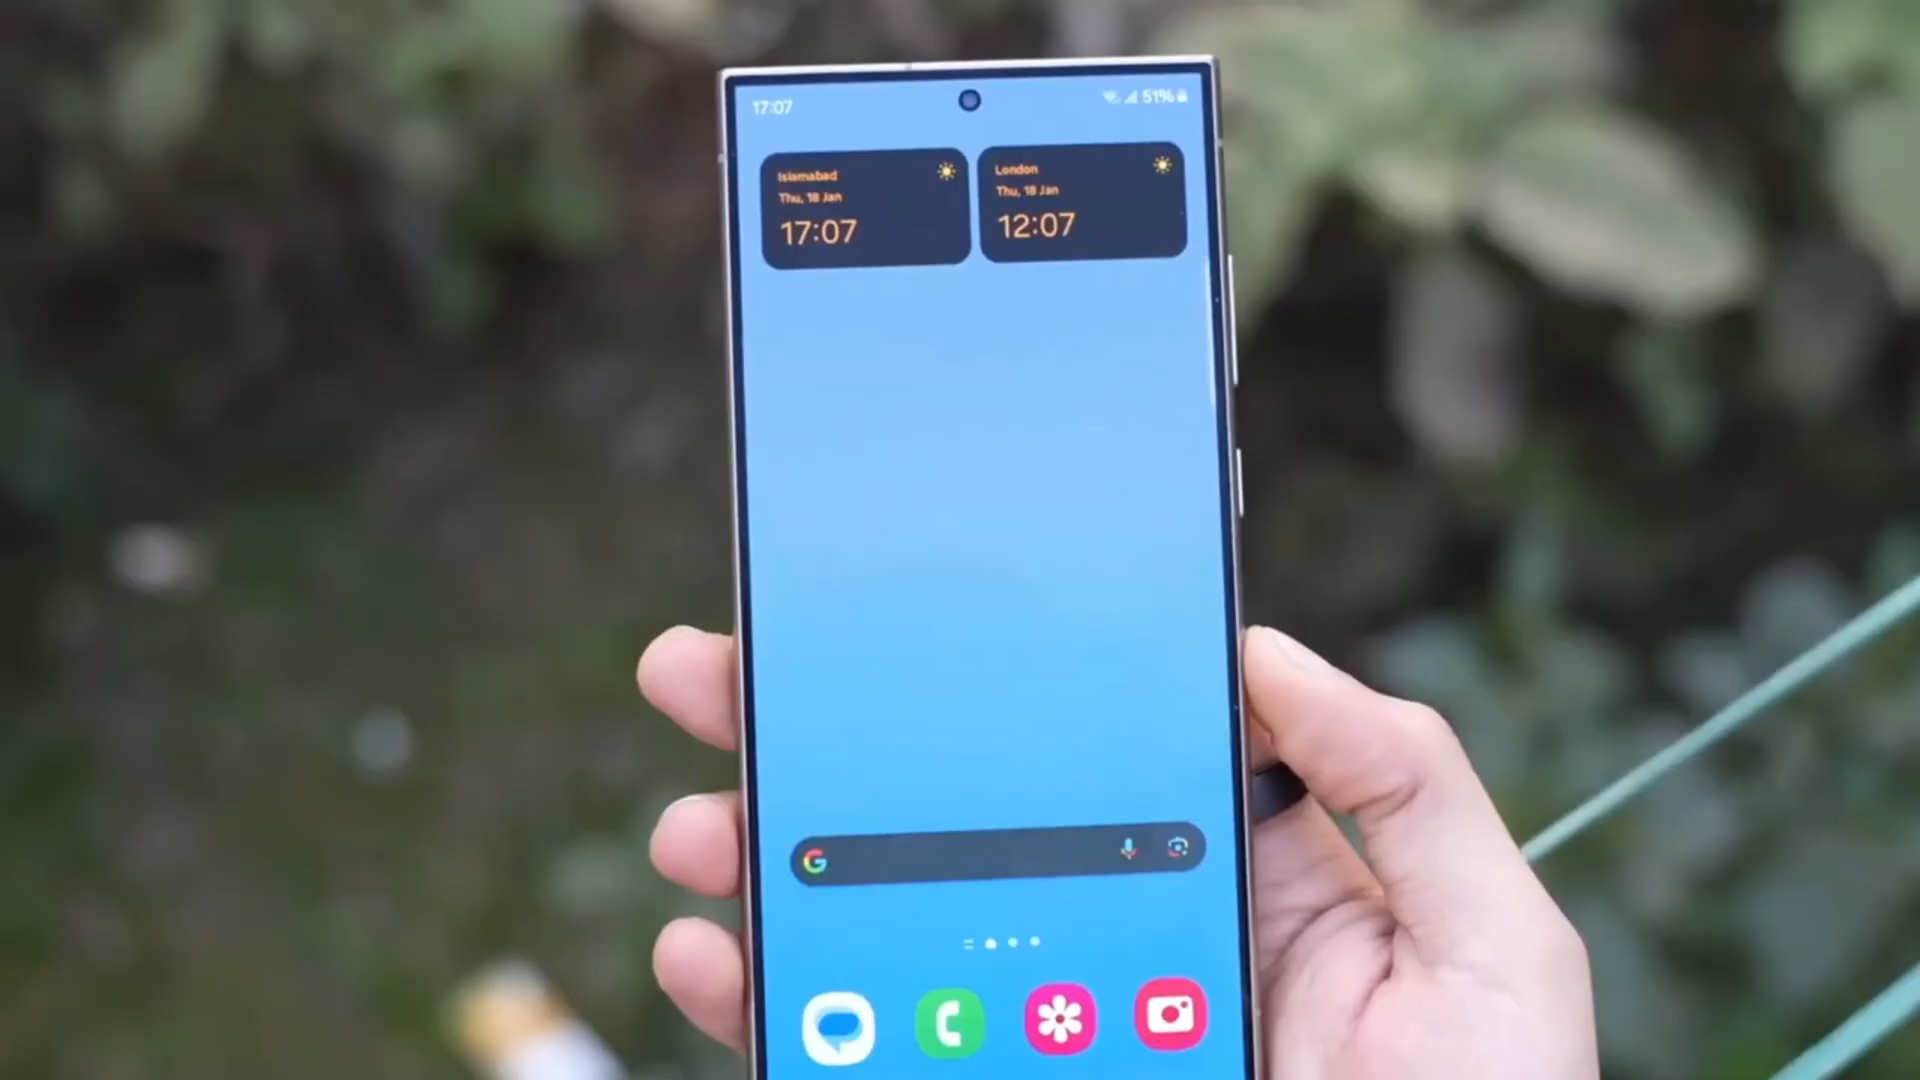 17:07
51%
Islamabad
Thu, 18 Jan
17:07
London
Thu, 18 Jan
12:07
G